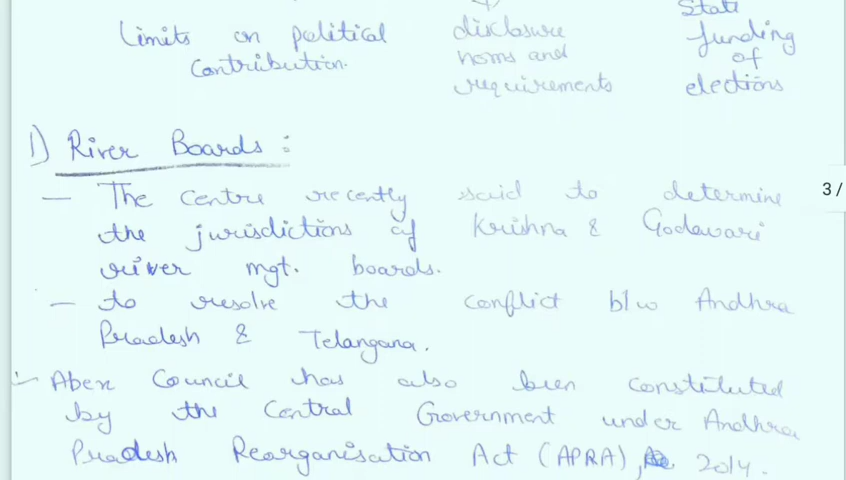 State
Limits on political disclosure funding
contribution. norms and of
requirements elections
1) River Boards :
— The centre recently said to determine
the jurisdictions of Krishna & Godavari
river mgt. boards.
— to resolve the conflict b/w Andhra
Pradesh & Telangana.
- Apex Council has also been constituted
by the Central Government under Andhra
Pradesh Reorganisation Act (APRA), 2014.
3/